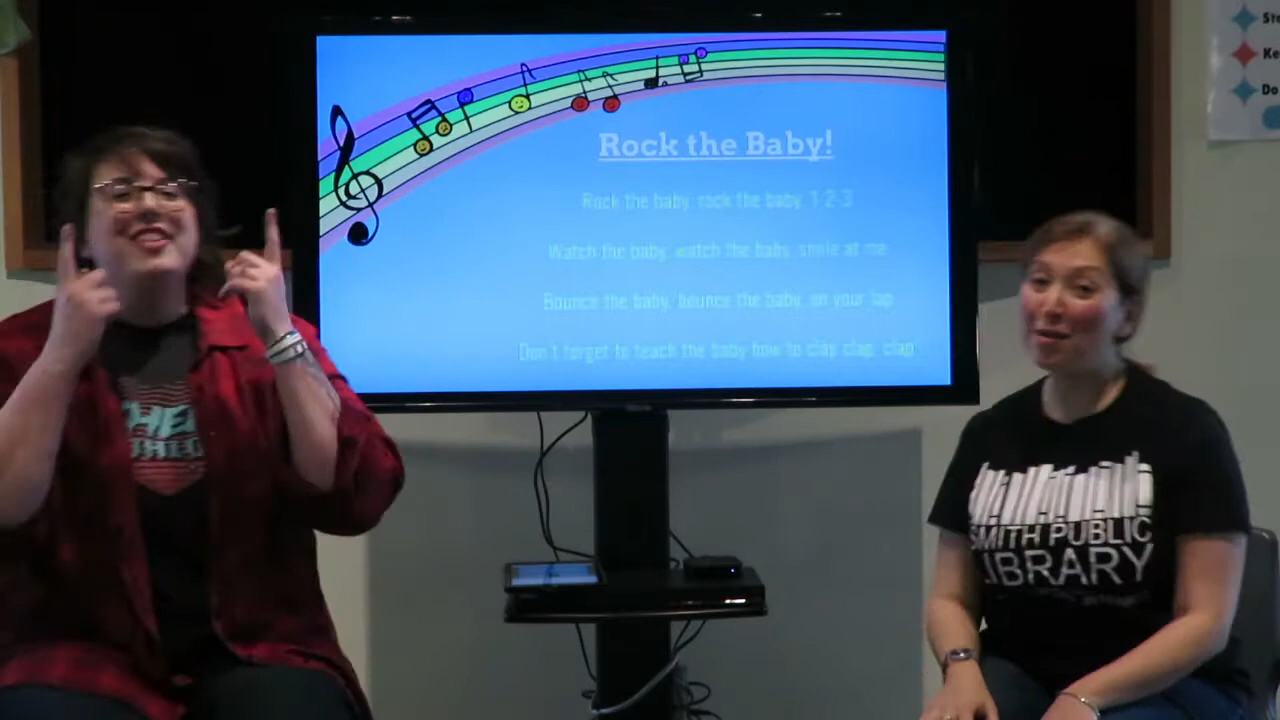 Rock the Baby!
Rock the baby, rock the baby, 1-2-3
Watch the baby, watch the baby, smile at me
Bounce the baby, bounce the baby, on your lap
Don't forget to teach the baby how to clap, clap, clap
SMITH PUBLIC
LIBRARY
Ke
Do